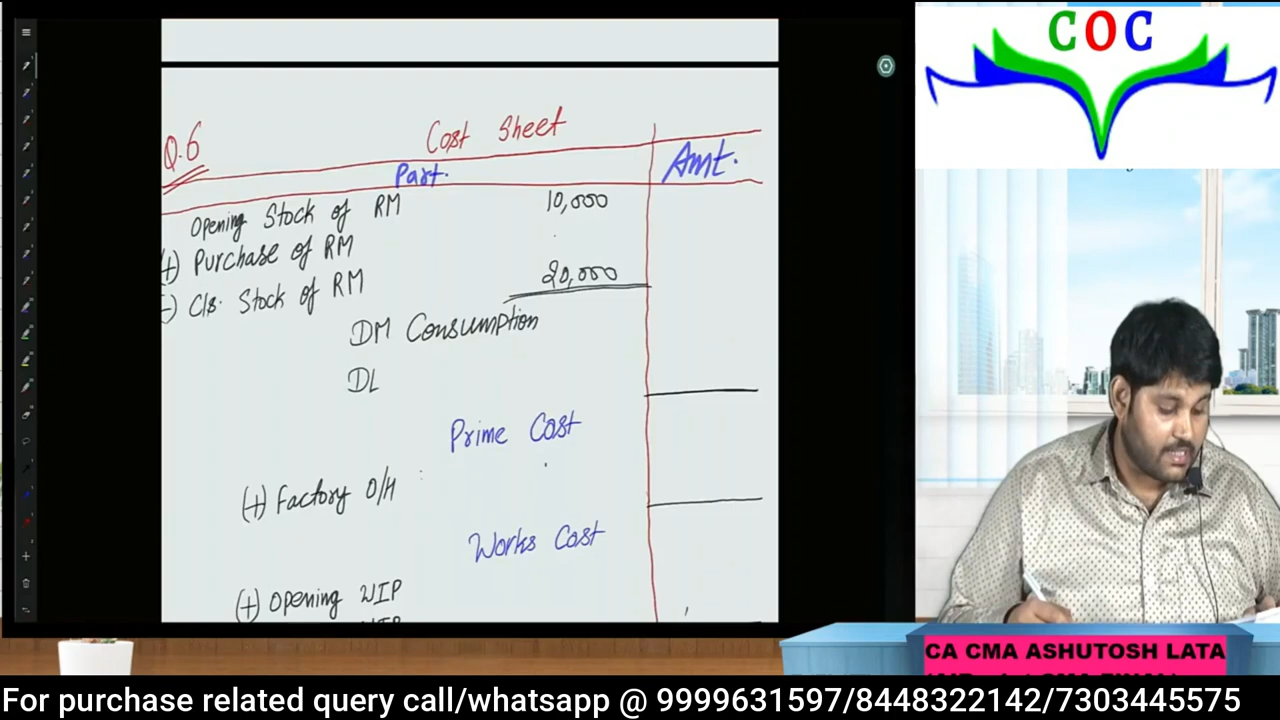 COC
Q.6
Cost Sheet
Part.
Amt.
Opening Stock of RM 10,000
(+) Purchase of RM
(-) Cls. Stock of RM 20,000
DM Consumption
DL
Prime Cost
(+) Factory O/H
Works Cost
(+) Opening WIP
WIP
CA CMA ASHUTOSH LATA
For purchase related query call/whatsapp @ 9999631597/8448322142/7303445575